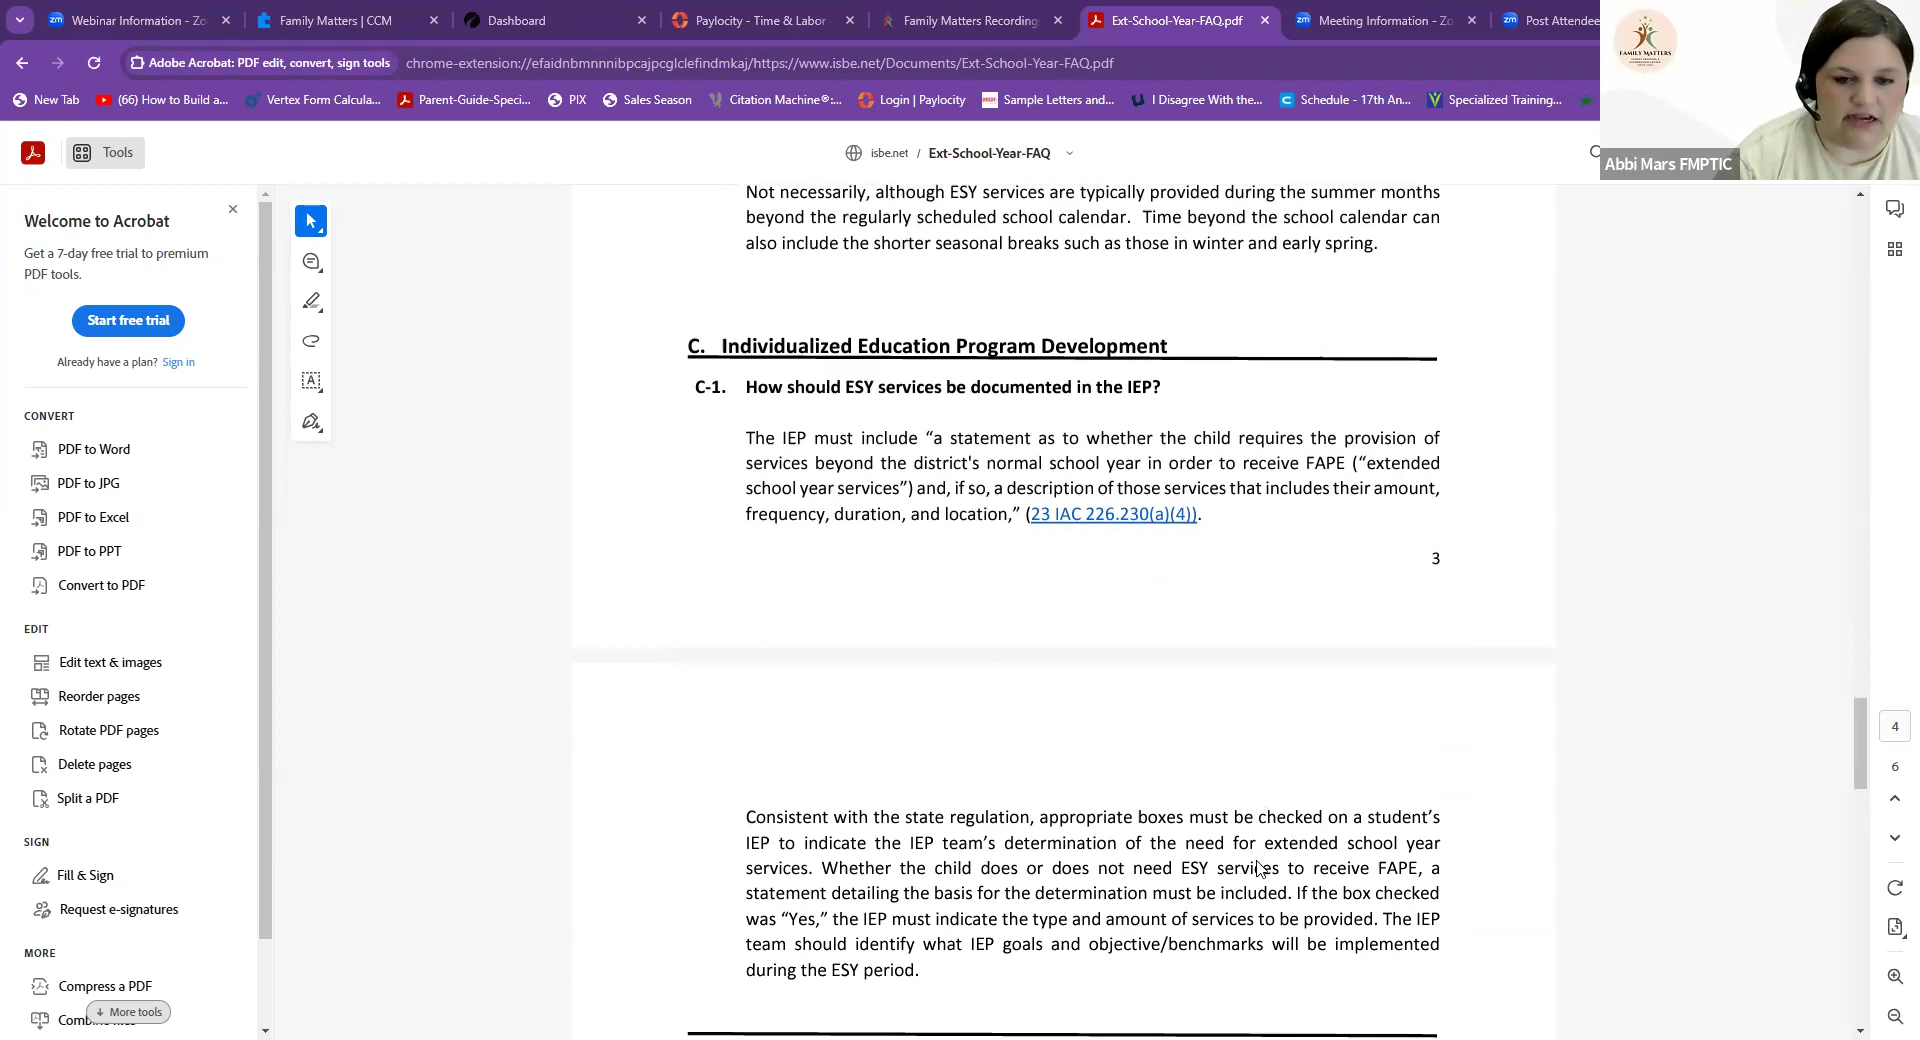 Webinar Information - Zo
Family Matters | CCM
Dashboard
Paylocity - Time & Labor
Family Matters Recording
Ext-School-Year-FAQ.pdf
Meeting Information - Zo
Post Attendee
Adobe Acrobat: PDF edit, convert, sign tools
chrome-extension://efaidnbmnnnibpcajpcglclefindmkaj/https://www.isbe.net/Documents/Ext-School-Year-FAQ.pdf
New Tab
(66) How to Build a...
Vertex Form Calcula...
Parent-Guide-Speci...
PIX
Sales Season
Citation Machine®:...
Login | Paylocity
Sample Letters and...
I Disagree With the...
Schedule - 17th An...
Specialized Training...
FAMILY MATTERS
Abbi Mars FMPTIC
Tools
isbe.net / Ext-School-Year-FAQ
Welcome to Acrobat
Get a 7-day free trial to premium
PDF tools.
Start free trial
Already have a plan? Sign in
CONVERT
PDF to Word
PDF to JPG
PDF to Excel
PDF to PPT
Convert to PDF
EDIT
Edit text & images
Reorder pages
Rotate PDF pages
Delete pages
Split a PDF
SIGN
Fill & Sign
Request e-signatures
MORE
Compress a PDF
More tools
Not necessarily, although ESY services are typically provided during the summer months
beyond the regularly scheduled school calendar. Time beyond the school calendar can
also include the shorter seasonal breaks such as those in winter and early spring.
C. Individualized Education Program Development
C-1. How should ESY services be documented in the IEP?
The IEP must include “a statement as to whether the child requires the provision of
services beyond the district's normal school year in order to receive FAPE (“extended
school year services”) and, if so, a description of those services that includes their amount,
frequency, duration, and location,” (23 IAC 226.230(a)(4)).
3
Consistent with the state regulation, appropriate boxes must be checked on a student’s
IEP to indicate the IEP team’s determination of the need for extended school year
services. Whether the child does or does not need ESY services to receive FAPE, a
statement detailing the basis for the determination must be included. If the box checked
was “Yes,” the IEP must indicate the type and amount of services to be provided. The IEP
team should identify what IEP goals and objective/benchmarks will be implemented
during the ESY period.
4
6